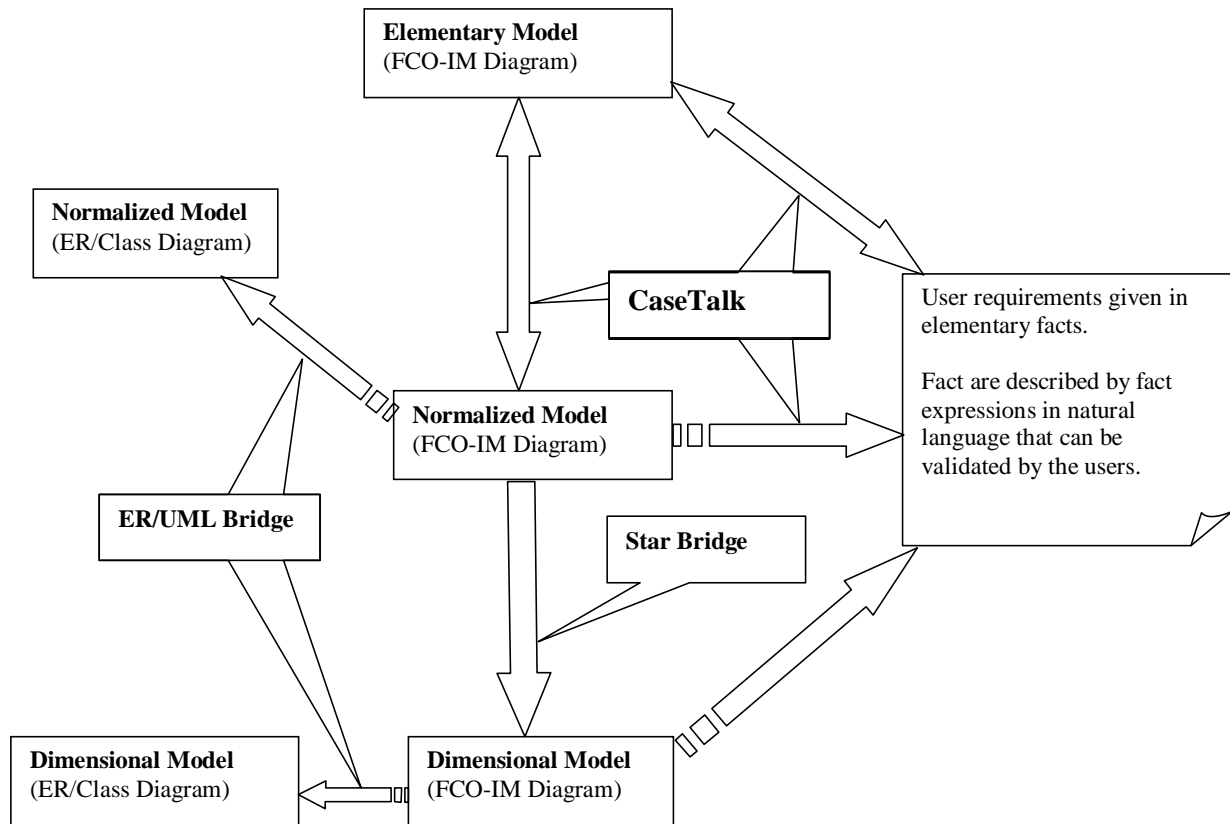 Elementary Model
(FCO-IM Diagram)
Normalized Model
(ER/Class Diagram)
CaseTalk
User requirements given in
elementary facts.
Fact are described by fact
expressions in natural
language that can be
validated by the users.
Normalized Model
(FCO-IM Diagram)
ER/UML Bridge
Star Bridge
Dimensional Model
(ER/Class Diagram)
Dimensional Model
(FCO-IM Diagram)